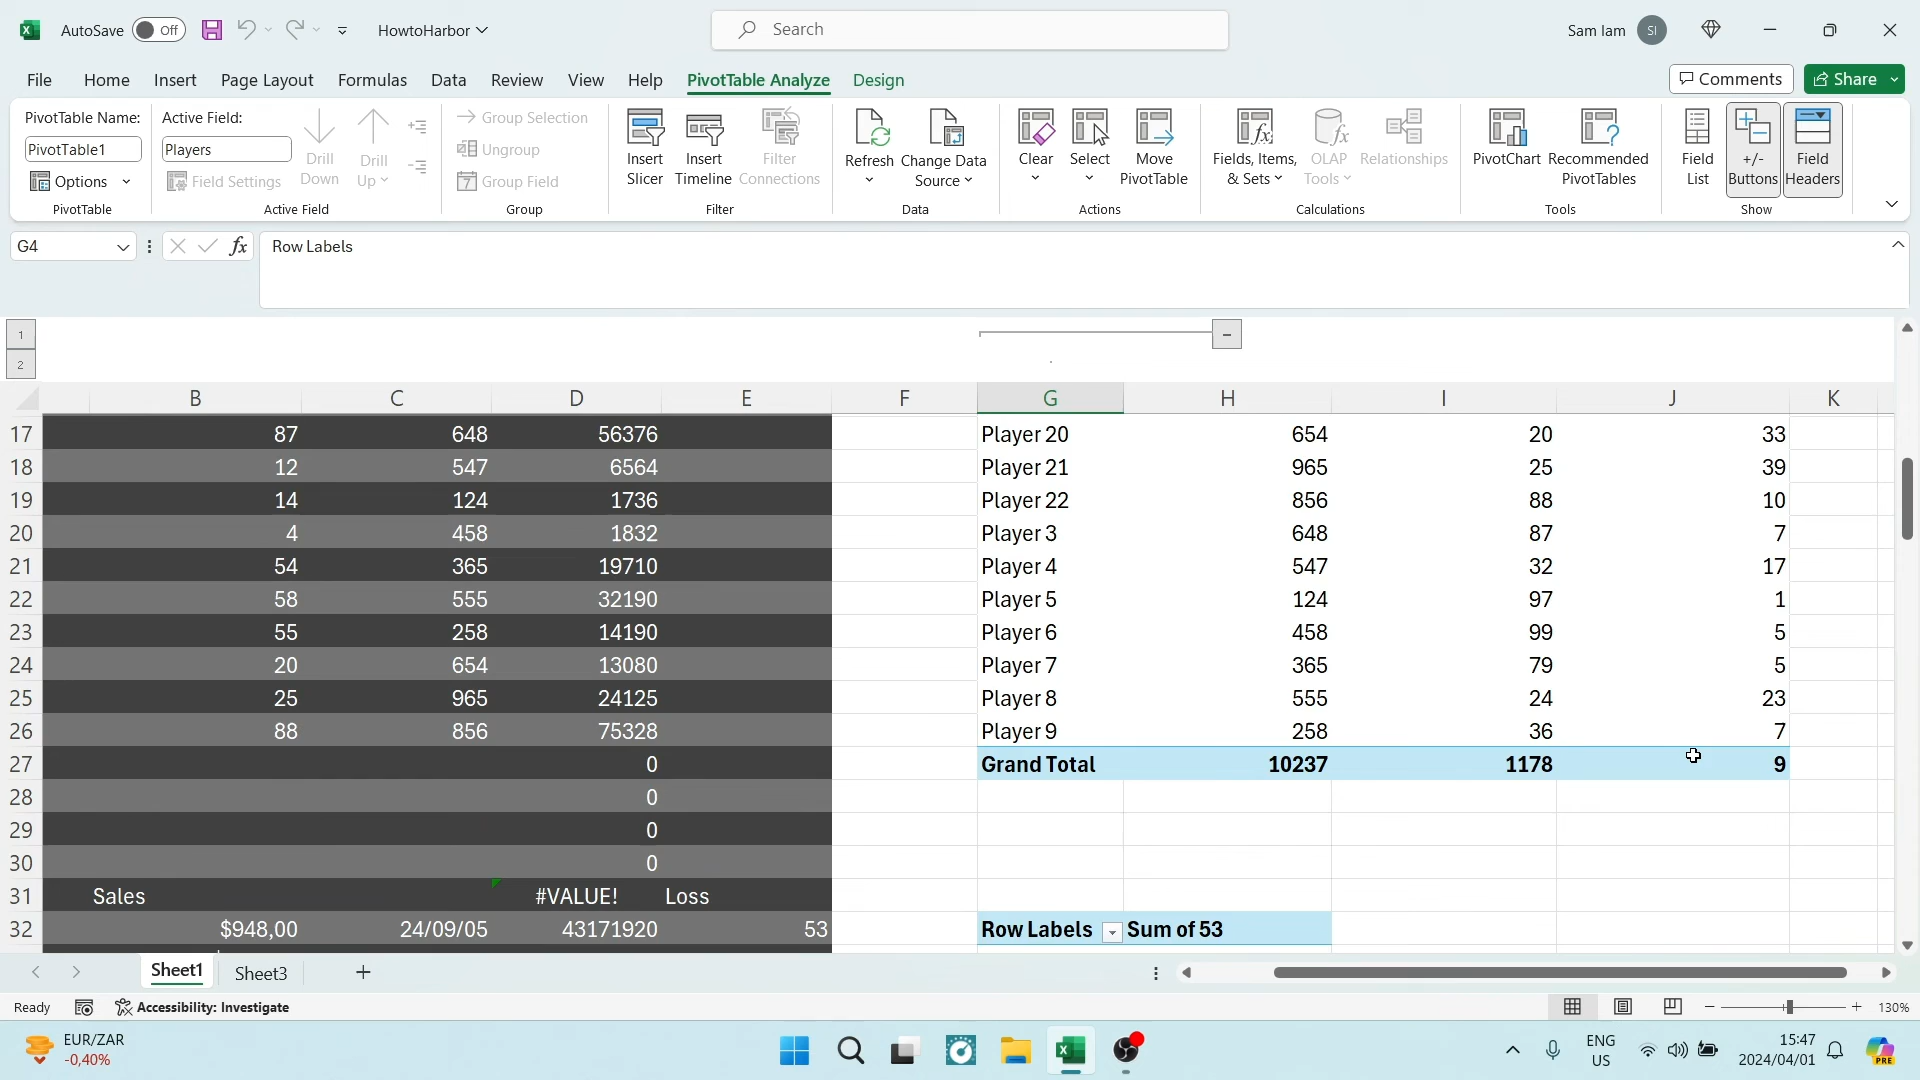 AutoSave Off HowtoHarbor Search Sam Iam SI
File Home Insert Page Layout Formulas Data Review View Help PivotTable Analyze Design Comments Share
PivotTable Name:
PivotTable1
Options
PivotTable
Active Field:
Players
Field Settings
Drill
Down
Drill
Up
Active Field
Group Selection
Ungroup
7 Group Field
Group
Insert
Slicer
Insert
Timeline
Filter
Connections
Filter
Refresh
Change Data
Source
Data
Clear
Select
Move
PivotTable
Actions
Fields, Items,
& Sets
OLAP
Tools
Relationships
Calculations
PivotChart
Recommended
PivotTables
Tools
Field
List
+/-
Buttons
Field
Headers
Show
G4 fx Row Labels
1
2
B C D E F G H I J K
17 87 648 56376 Player 20 654 20 33
18 12 547 6564 Player 21 965 25 39
19 14 124 1736 Player 22 856 88 10
20 4 458 1832 Player 3 648 87 7
21 54 365 19710 Player 4 547 32 17
22 58 555 32190 Player 5 124 97 1
23 55 258 14190 Player 6 458 99 5
24 20 654 13080 Player 7 365 79 5
25 25 965 24125 Player 8 555 24 23
26 88 856 75328 Player 9 258 36 7
27 0 Grand Total 10237 1178 9
28 0
29 0
30 0
31 Sales #VALUE! Loss
32 $948,00 24/09/05 43171920 53 Row Labels Sum of 53
Sheet1 Sheet3
Ready Accessibility: Investigate 130%
EUR/ZAR
-0,40%
ENG
US
15:47
2024/04/01
PRE